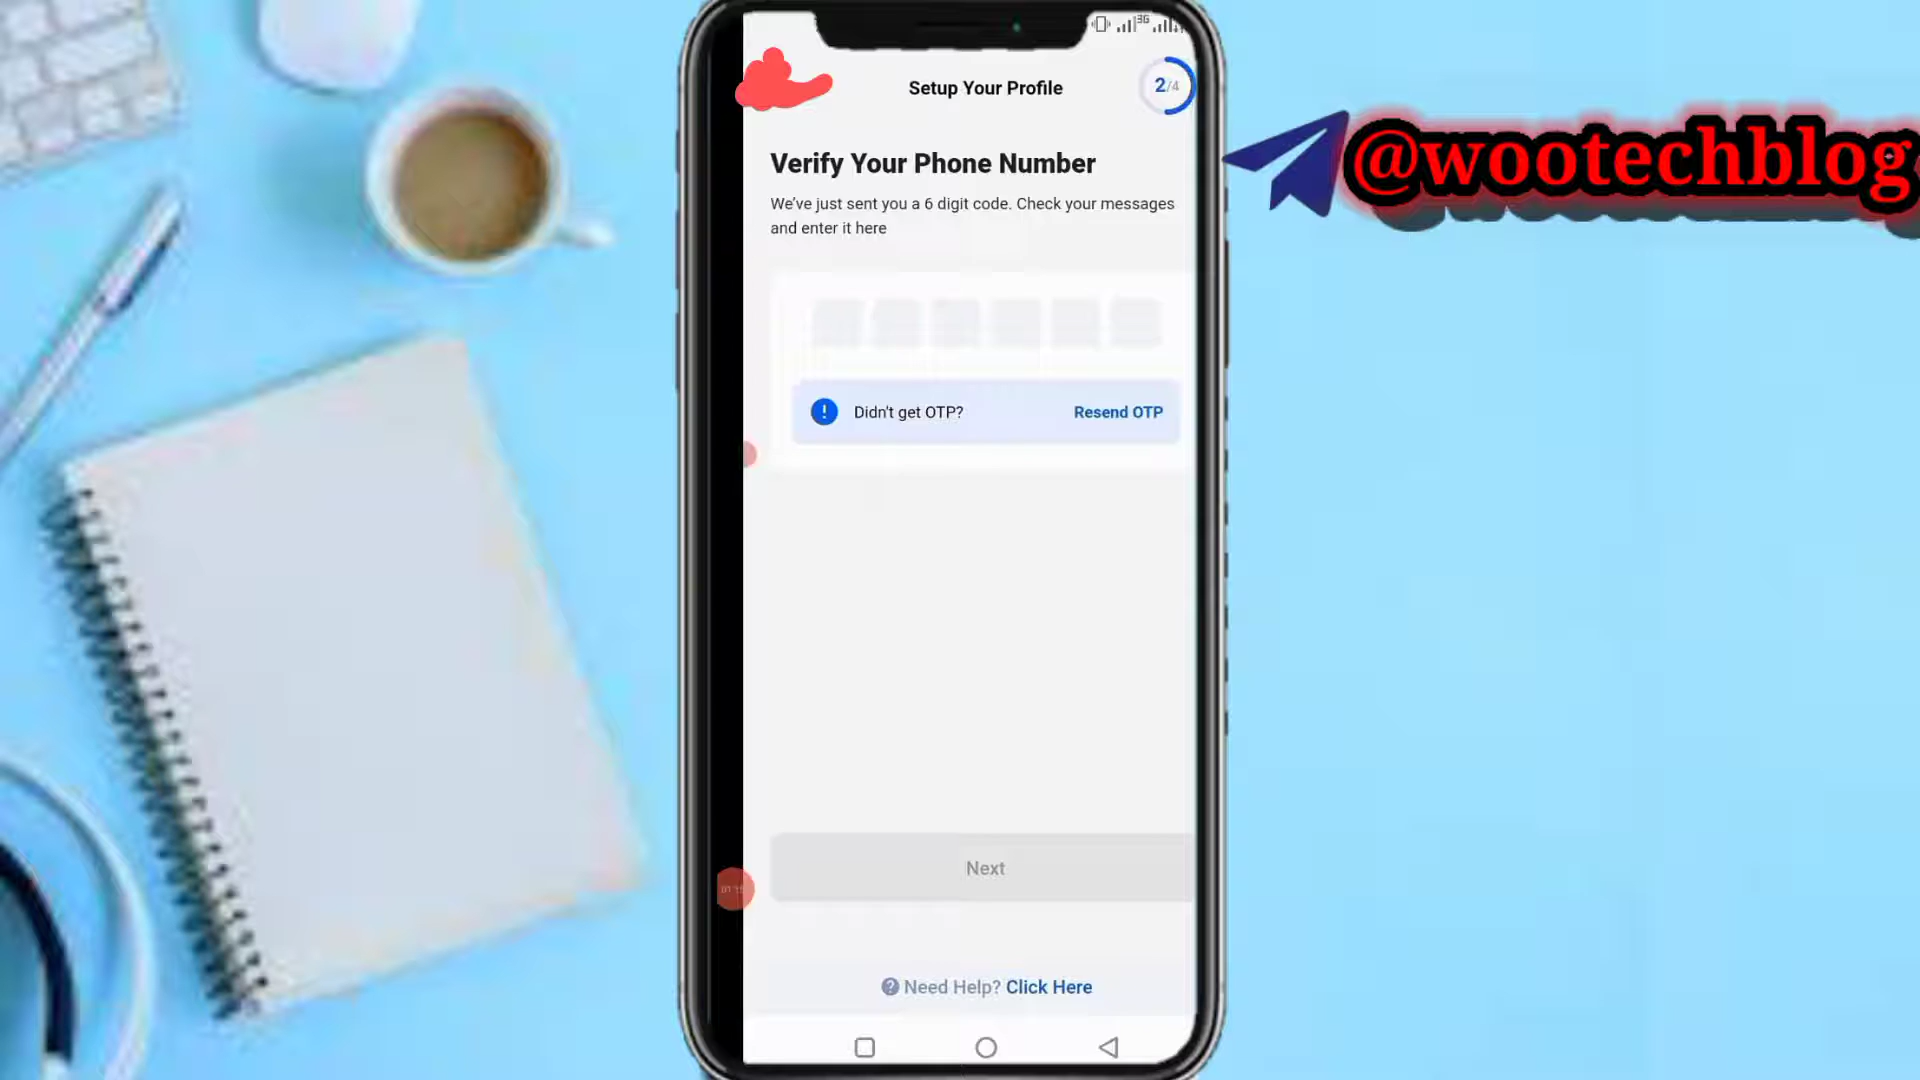 3G
Setup Your Profile
2/4
Verify Your Phone Number
We've just sent you a 6 digit code. Check your messages
and enter it here
! Didn't get OTP? Resend OTP
Next
? Need Help? Click Here
@wootechblog